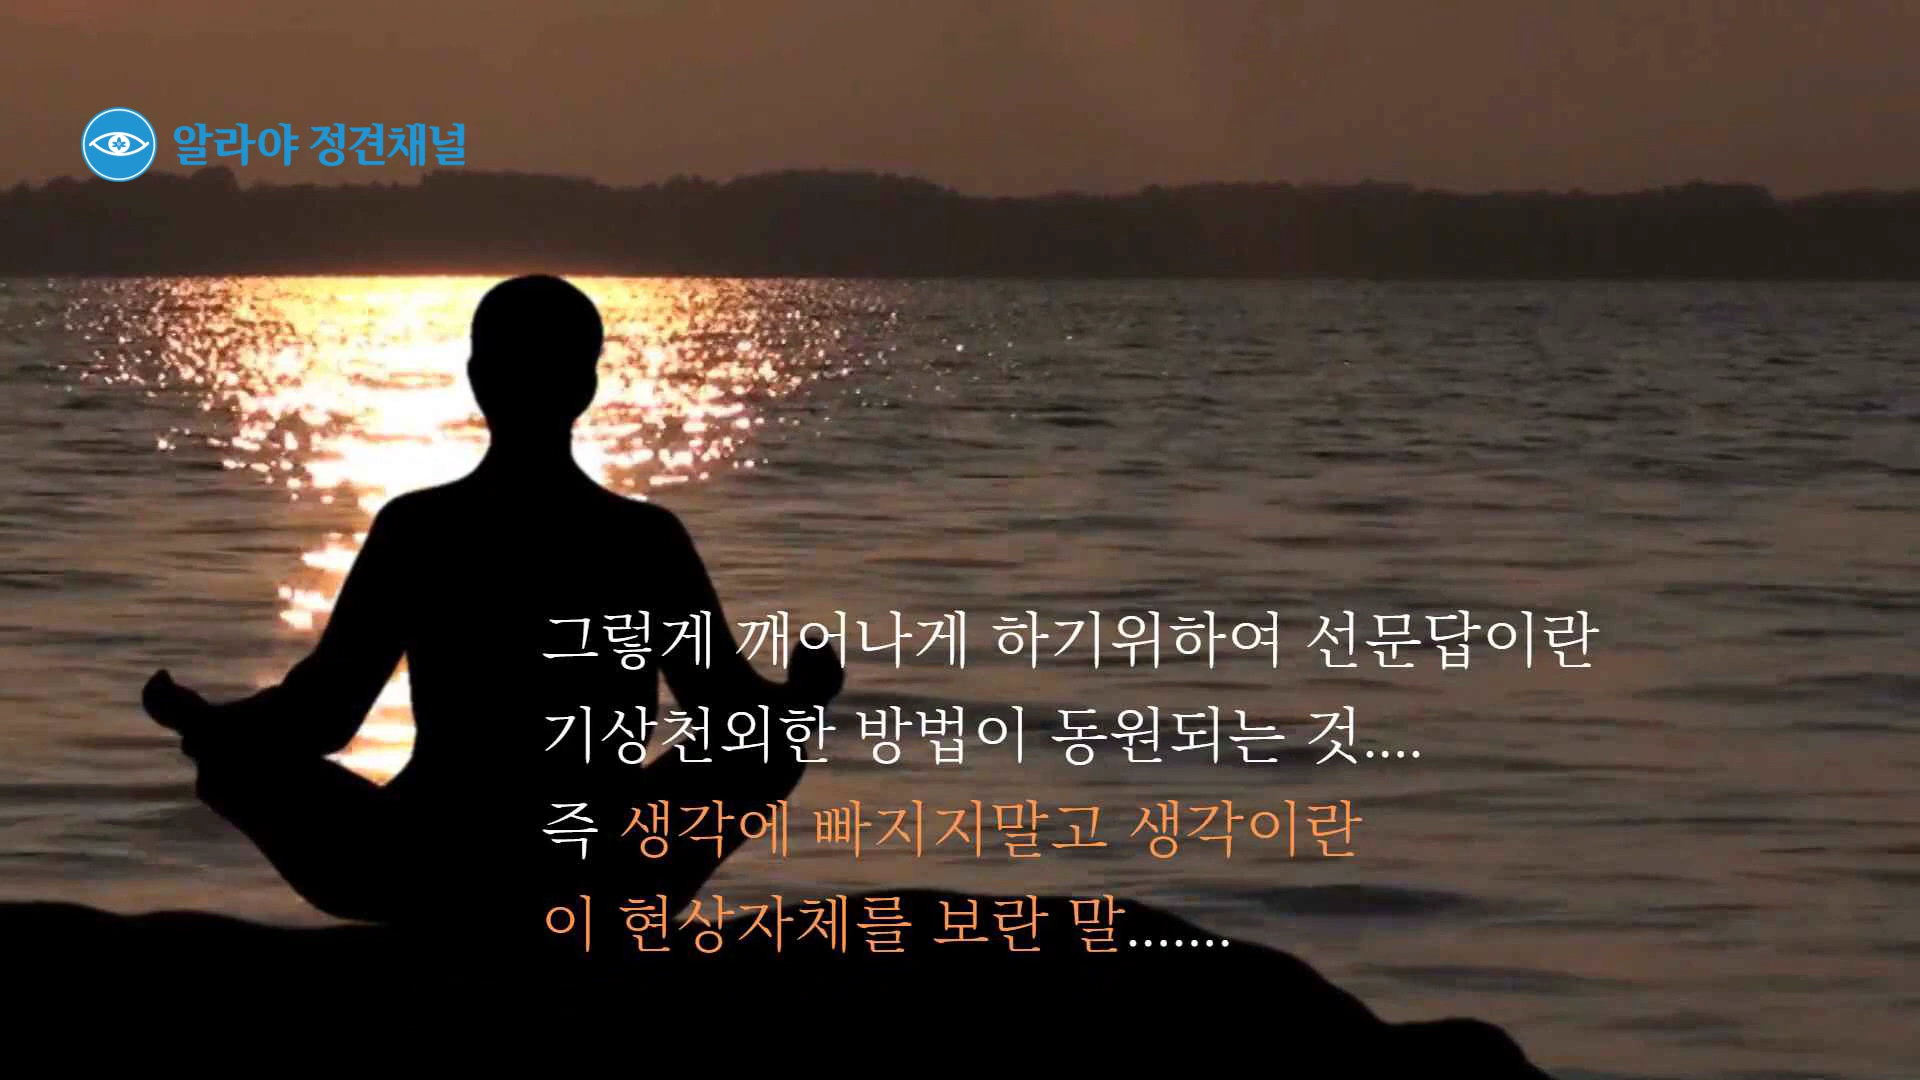 알라야 정견채널
그렇게 깨어나게 하기위하여 선문답이란
기상천외한 방법이 동원되는 것....
즉 생각에 빠지지말고 생각이란
이 현상자체를 보란 말.......